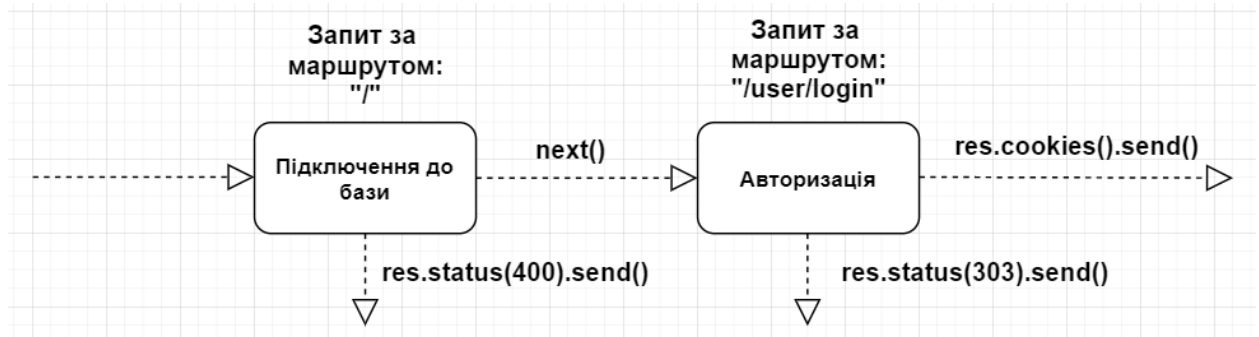 Запит за
маршрутом:
"/"
Запит за
маршрутом:
"/user/login"
Підключення до
бази
next()
Авторизація
res.cookies().send()
res.status(400).send()
res.status(303).send()